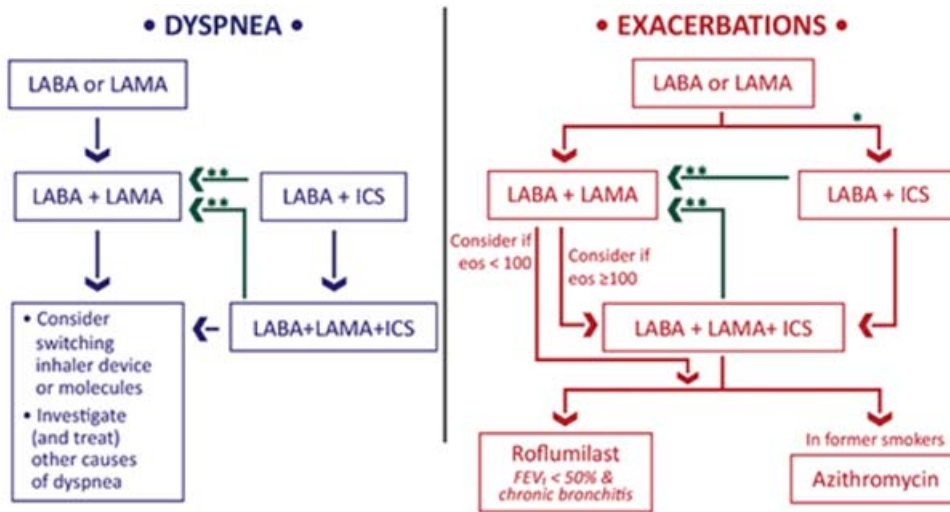 • DYSPNEA •
LABA or LAMA
LABA + LAMA
**
**
LABA + ICS
LABA+LAMA+ICS
• Consider
switching
inhaler device
or molecules
• Investigate
(and treat)
other causes
of dyspnea
• EXACERBATIONS •
LABA or LAMA
*
LABA + LAMA
**
**
LABA + ICS
Consider if
eos < 100
Consider if
eos ≥100
LABA + LAMA+ ICS
Roflumilast
FEV₁ < 50% &
chronic bronchitis
In former smokers
Azithromycin